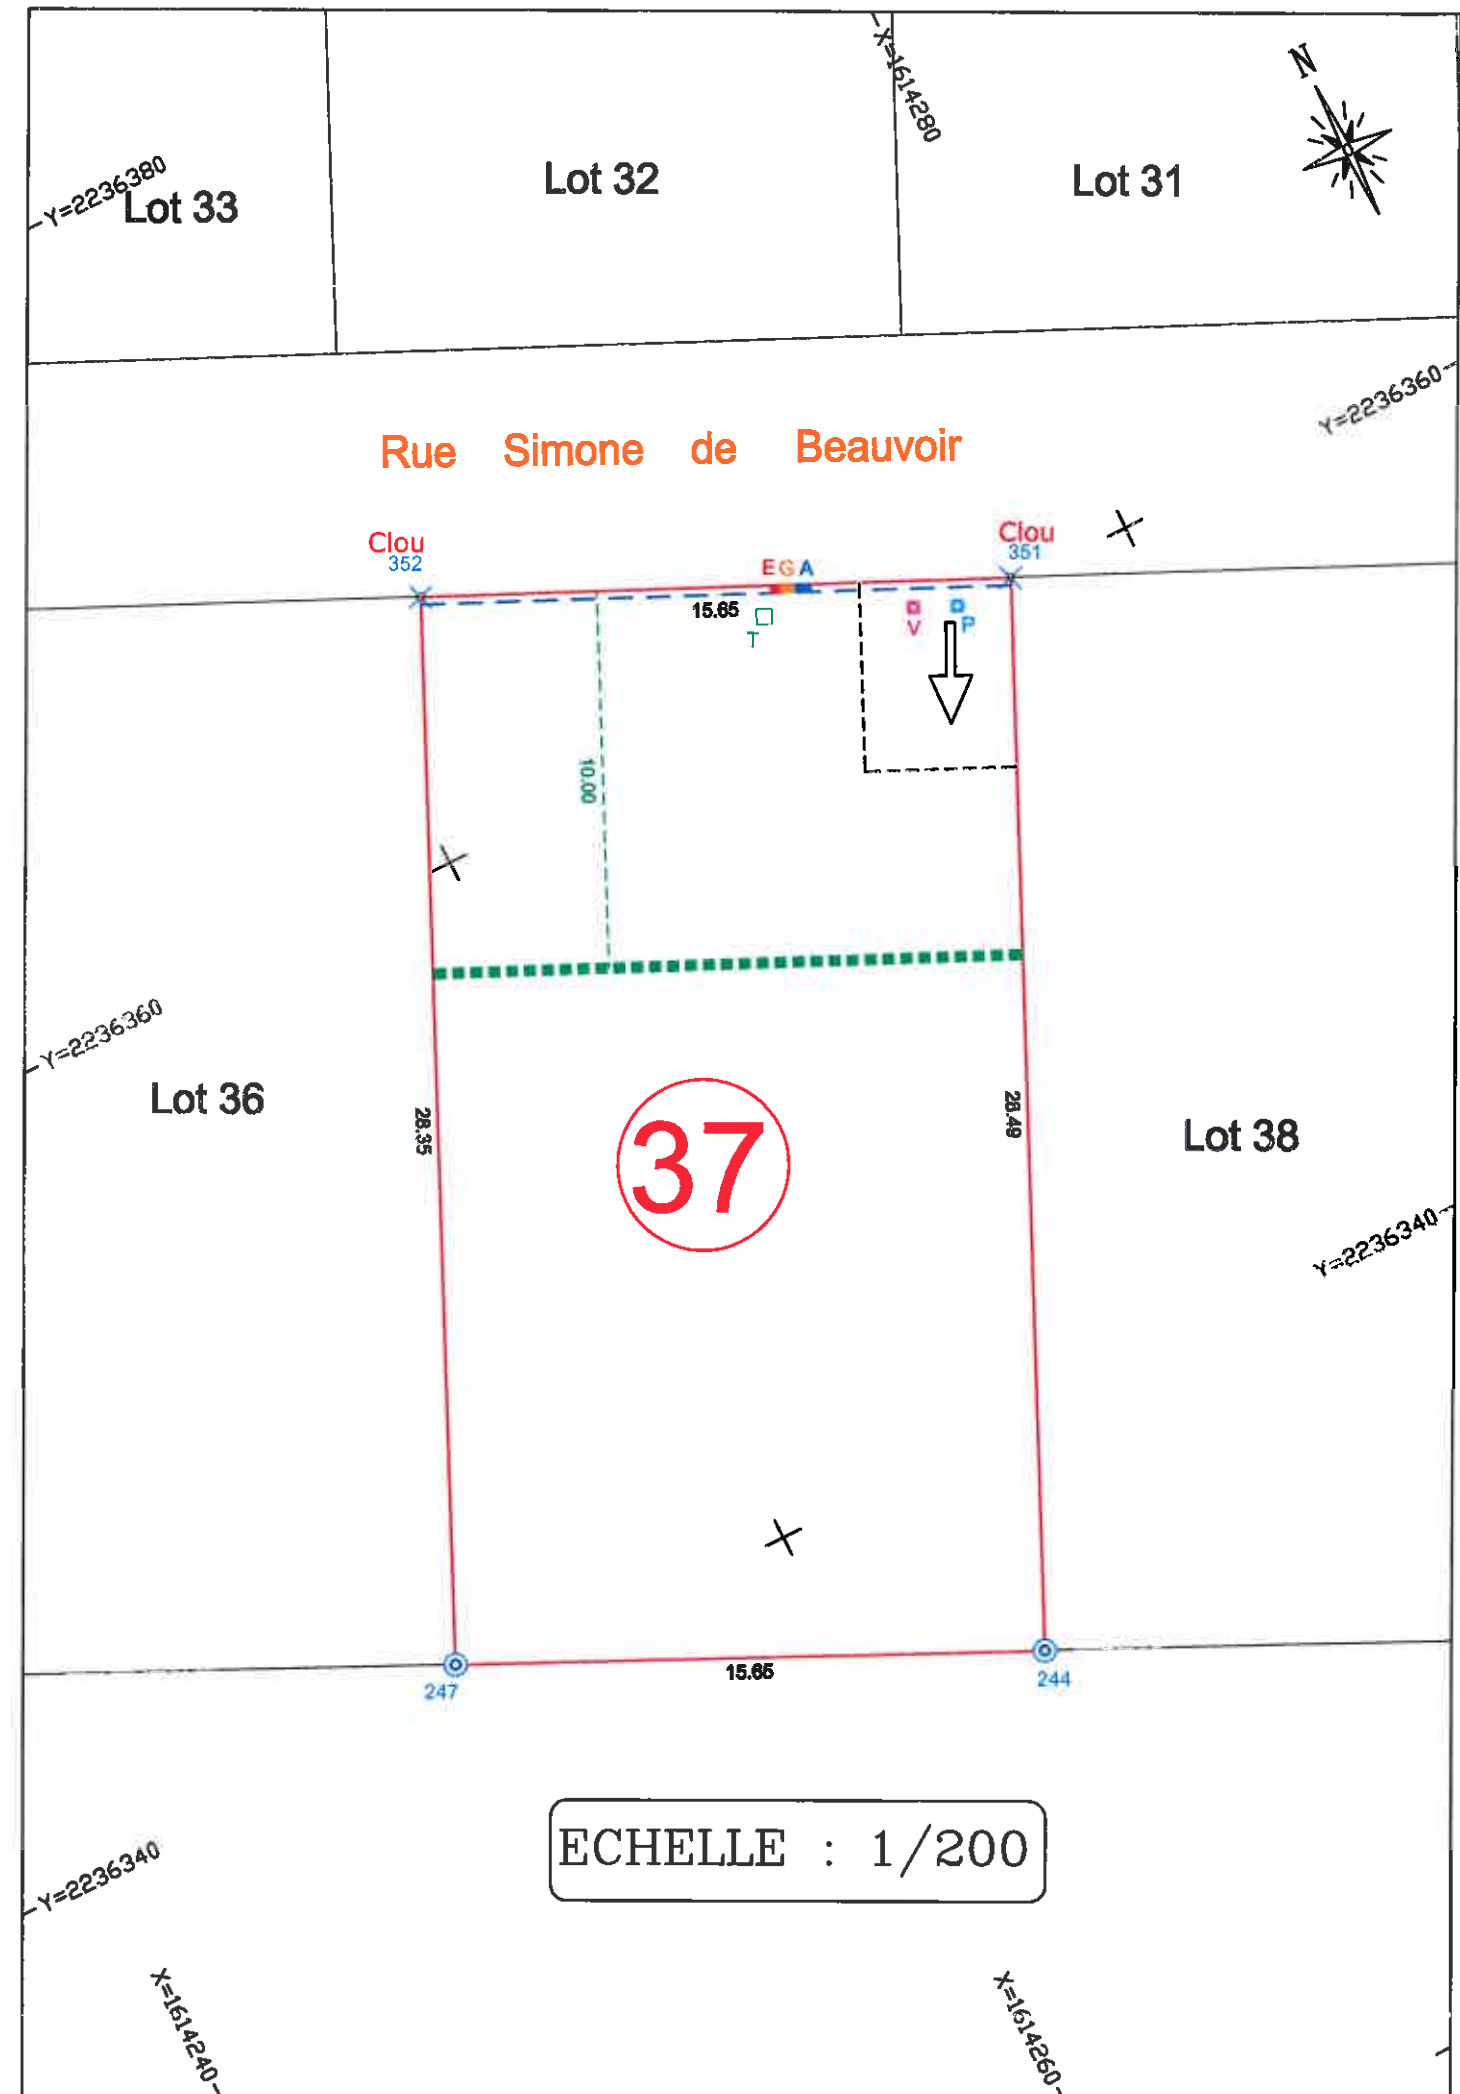 X=1614280
N
Y=2236380
Lot 33
Lot 32
Lot 31
Y=2236360
Rue Simone de Beauvoir
Clou
352
Clou
351
E G A
15.65
T
V
P
10.00
Y=2236360
Lot 36
28.35
37
28.49
Lot 38
Y=2236340
247
15.65
244
ECHELLE : 1/200
Y=2236340
X=1614240
X=1614260